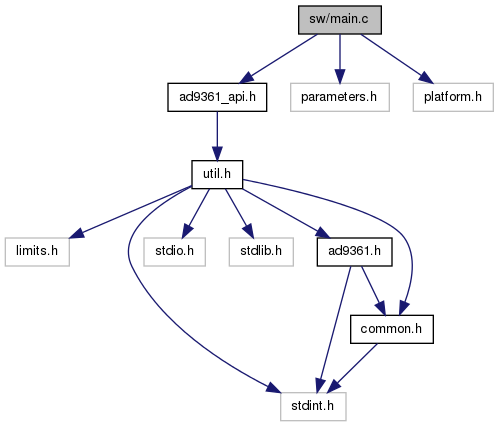 sw/main.c
ad9361_api.h
parameters.h
platform.h
util.h
limits.h
stdio.h
stdlib.h
ad9361.h
common.h
stdint.h